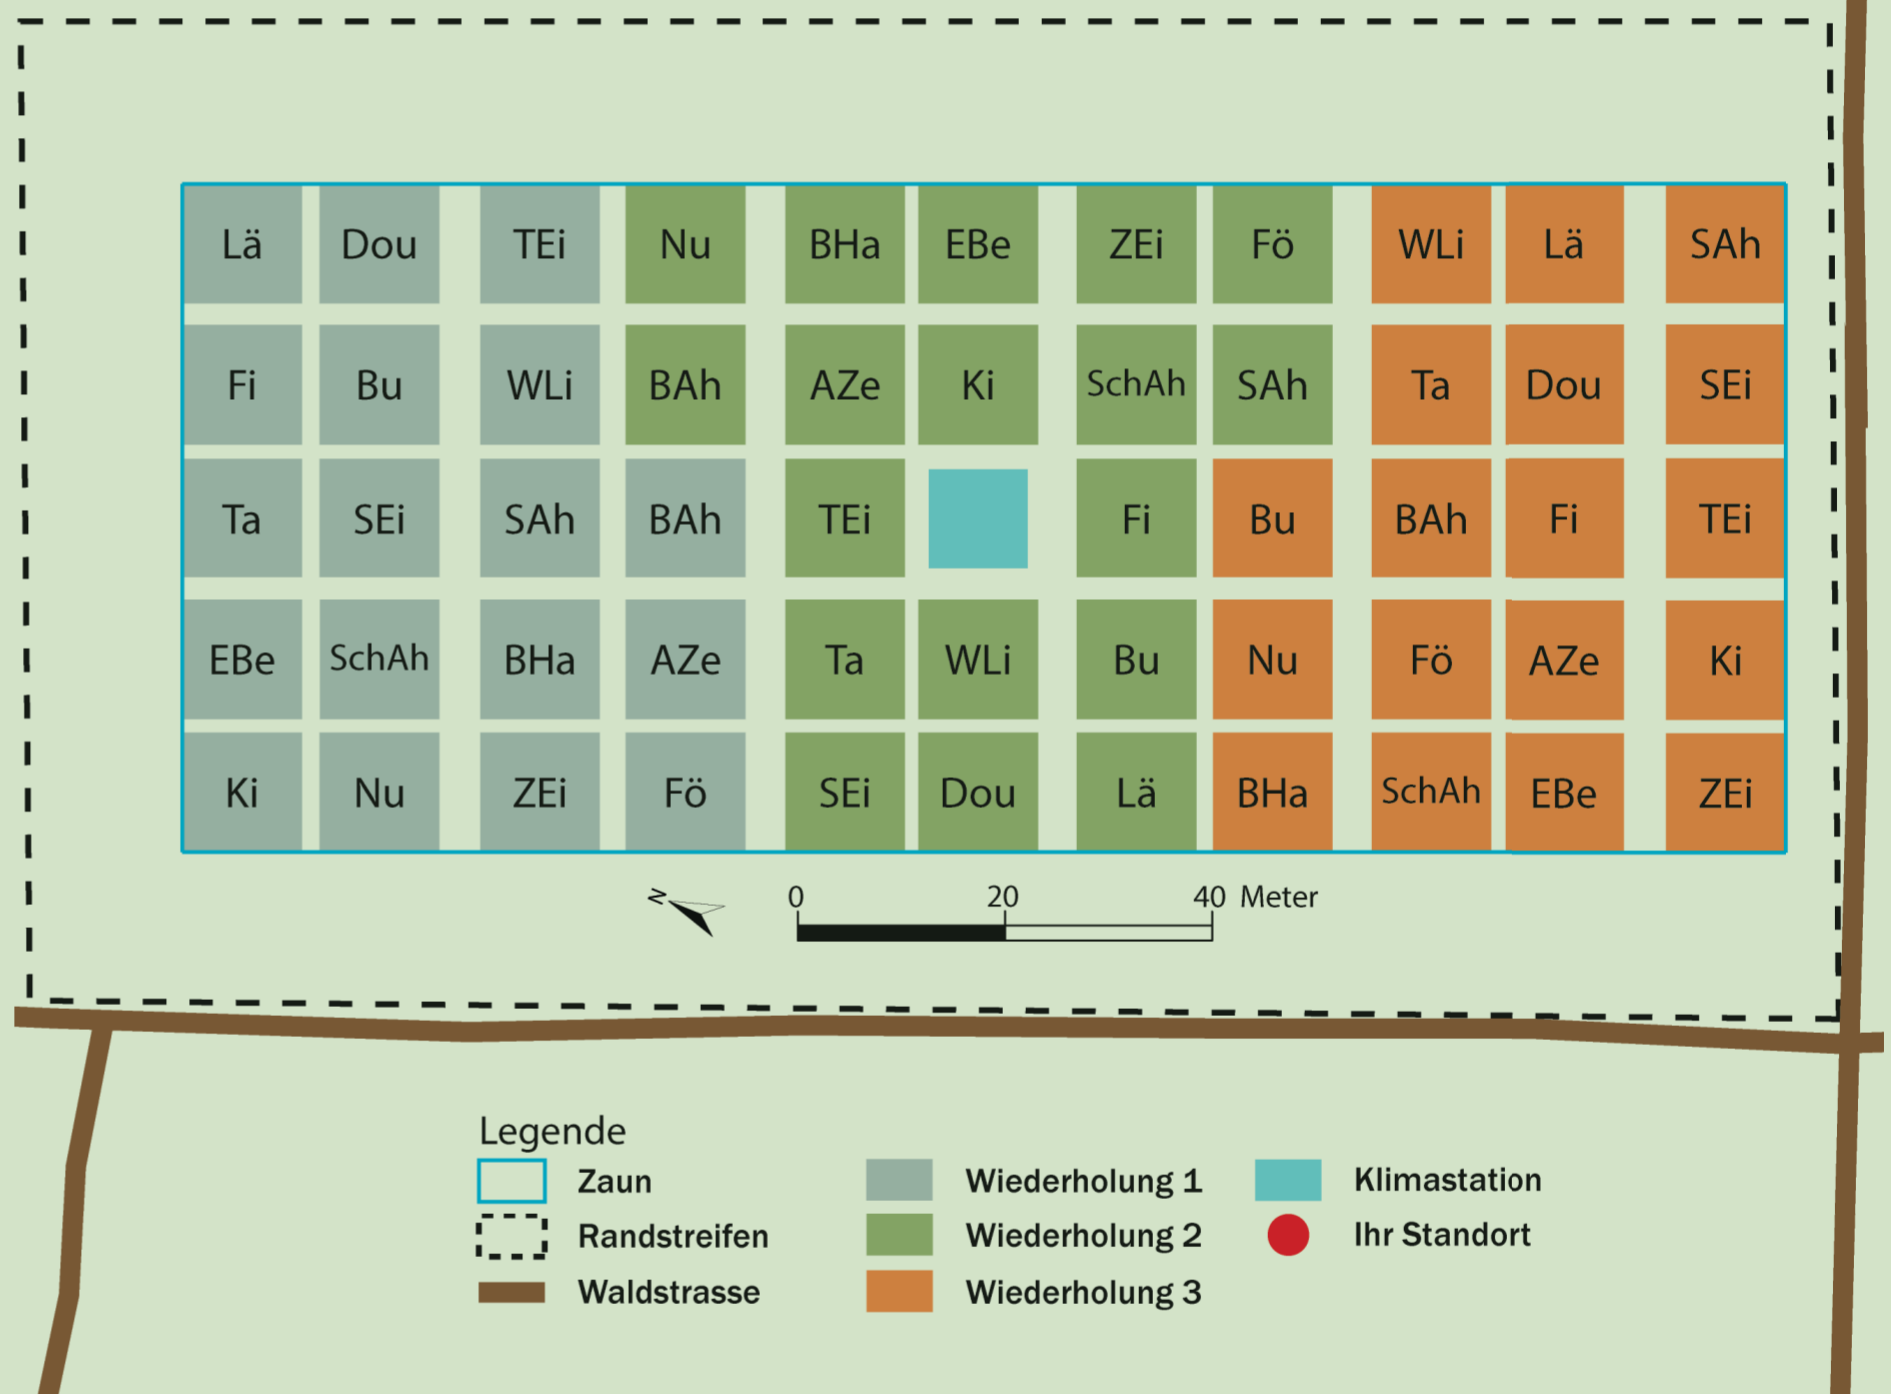 Lä Dou TEi Nu BHa EBe ZEi Fö WLi Lä SAh
Fi Bu WLi BAh AZe Ki SchAh SAh Ta Dou SEi
Ta SEi SAh BAh TEi Fi Bu BAh Fi TEi
EBe SchAh BHa AZe Ta WLi Bu Nu Fö AZe Ki
Ki Nu ZEi Fö SEi Dou Lä BHa SchAh EBe ZEi
N 0 20 40 Meter
Legende
Zaun Wiederholung 1 Klimastation
Randstreifen Wiederholung 2 Ihr Standort
Waldstrasse Wiederholung 3